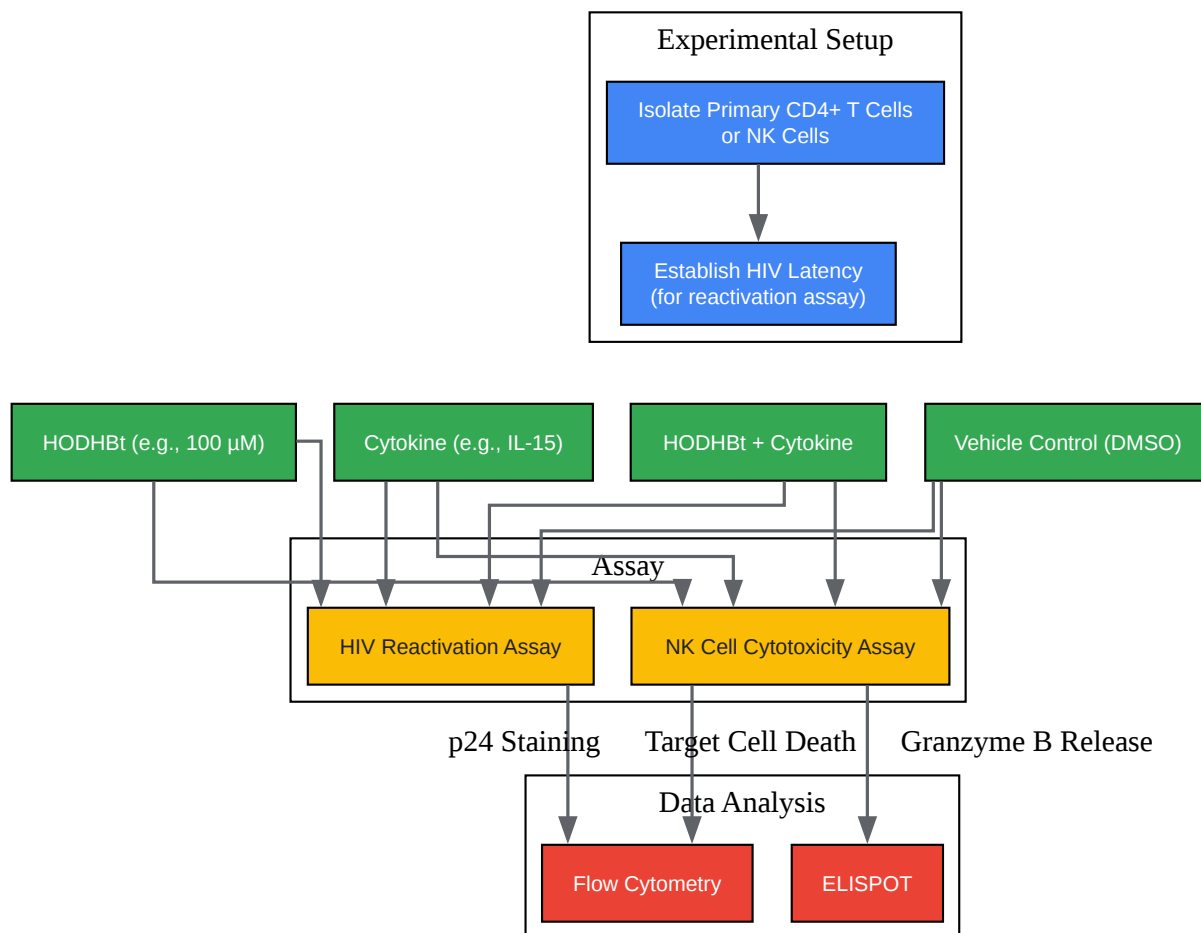 Experimental Setup
Isolate Primary CD4+ T Cells
or NK Cells
Establish HIV Latency
(for reactivation assay)
HODHBt (e.g., 100 µM)
Cytokine (e.g., IL-15)
HODHBt + Cytokine
Vehicle Control (DMSO)
Assay
HIV Reactivation Assay
NK Cell Cytotoxicity Assay
p24 Staining
Target Cell Death
Granzyme B Release
Data Analysis
Flow Cytometry
ELISPOT